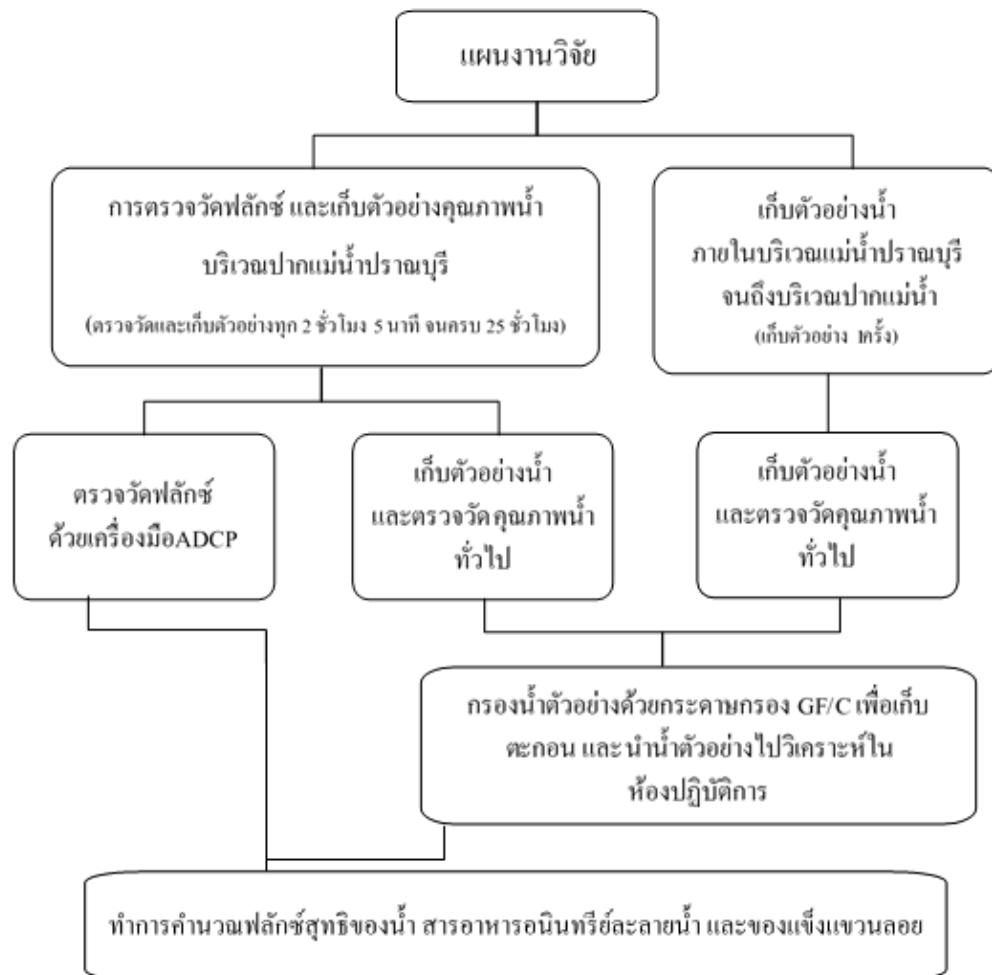 แผนงานวิจัย
การตรวจวัดฟลักซ์ และเก็บตัวอย่างคุณภาพน้ำ
บริเวณปากแม่น้ำปราณบุรี
(ตรวจวัดและเก็บตัวอย่างทุก 2 ชั่วโมง 5 นาที จนครบ 25 ชั่วโมง)
เก็บตัวอย่างน้ำ
ภายในบริเวณแม่น้ำปราณบุรี
จนถึงบริเวณปากแม่น้ำ
(เก็บตัวอย่าง 1ครั้ง)
ตรวจวัดฟลักซ์
ด้วยเครื่องมือADCP
เก็บตัวอย่างน้ำ
และตรวจวัดคุณภาพน้ำ
ทั่วไป
เก็บตัวอย่างน้ำ
และตรวจวัดคุณภาพน้ำ
ทั่วไป
กรองน้ำตัวอย่างด้วยกระดาษกรอง GF/C เพื่อเก็บ
ตะกอน และ นำน้ำตัวอย่างไปวิเคราะห์ใน
ห้องปฏิบัติการ
ทำการคำนวณฟลักซ์สุทธิของน้ำ สารอาหารอนินทรีย์ละลายน้ำ และของแข็งแขวนลอย